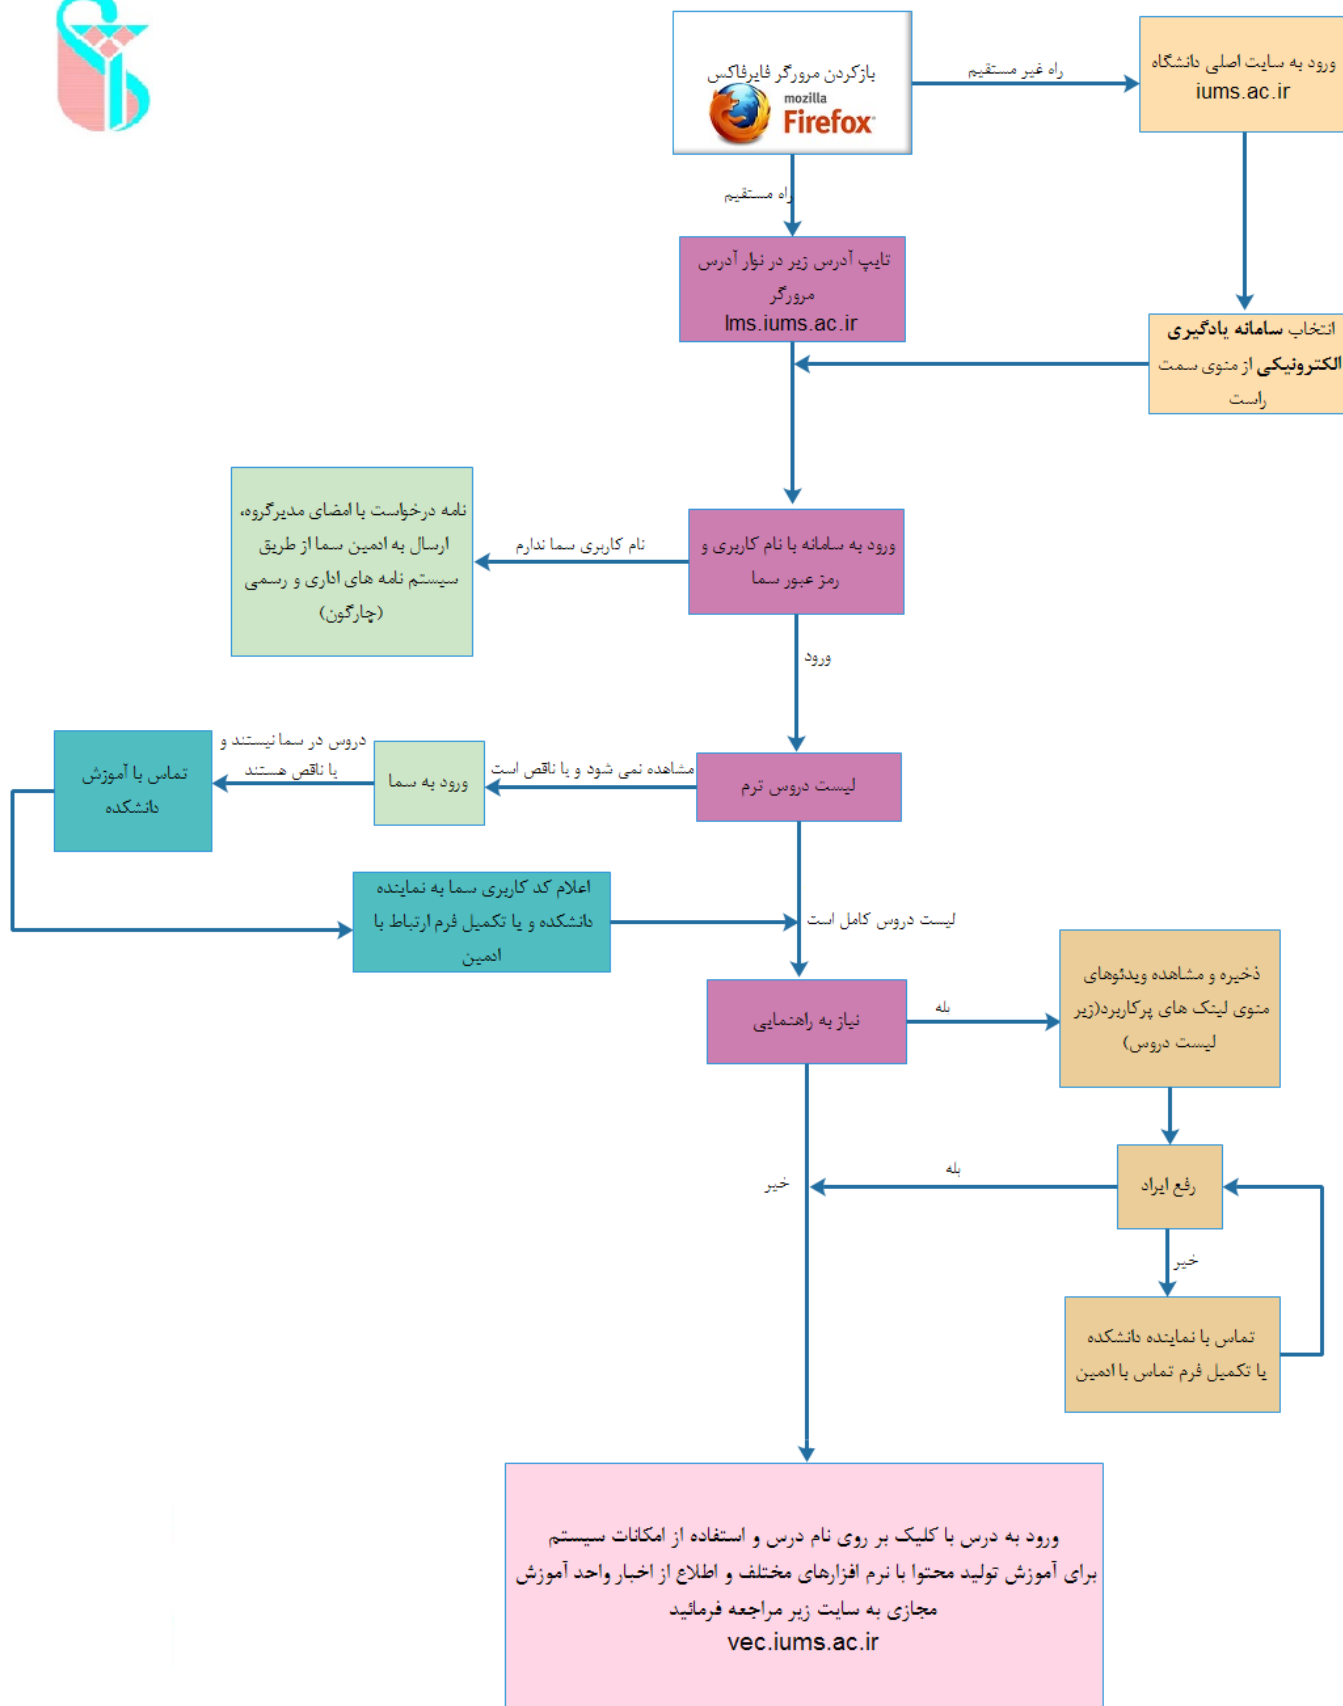 بازکردن مرورگر فایرفاکس
mozilla
Firefox
راه غیر مستقیم
ورود به سایت اصلی دانشگاه
iums.ac.ir
راه مستقیم
تایپ آدرس زیر در نوار آدرس
مرورگر
lms.iums.ac.ir
انتخاب سامانه یادگیری
الکترونیکی از منوی سمت
راست
ورود به سامانه با نام کاربری و
رمز عبور سما
نام کاربری سما ندارم
نامه درخواست با امضای مدیرگروه،
ارسال به ادمین سما از طریق
سیستم نامه های اداری و رسمی
(چارگون)
ورود
لیست دروس ترم
مشاهده نمی شود و یا ناقص است
ورود به سما
دروس در سما نیستند و
یا ناقص هستند
تماس با آموزش
دانشکده
اعلام کد کاربری سما به نماینده
دانشکده و یا تکمیل فرم ارتباط با
ادمین
لیست دروس کامل است
نیاز به راهنمایی
بله
ذخیره و مشاهده ویدئوهای
منوی لینک های پرکاربرد(زیر
لیست دروس)
رفع ایراد
بله
خیر
خیر
تماس با نماینده دانشکده
یا تکمیل فرم تماس با ادمین
ورود به درس با کلیک بر روی نام درس و استفاده از امکانات سیستم
برای آموزش تولید محتوا با نرم افزارهای مختلف و اطلاع از اخبار واحد آموزش
مجازی به سایت زیر مراجعه فرمائید
vec.iums.ac.ir